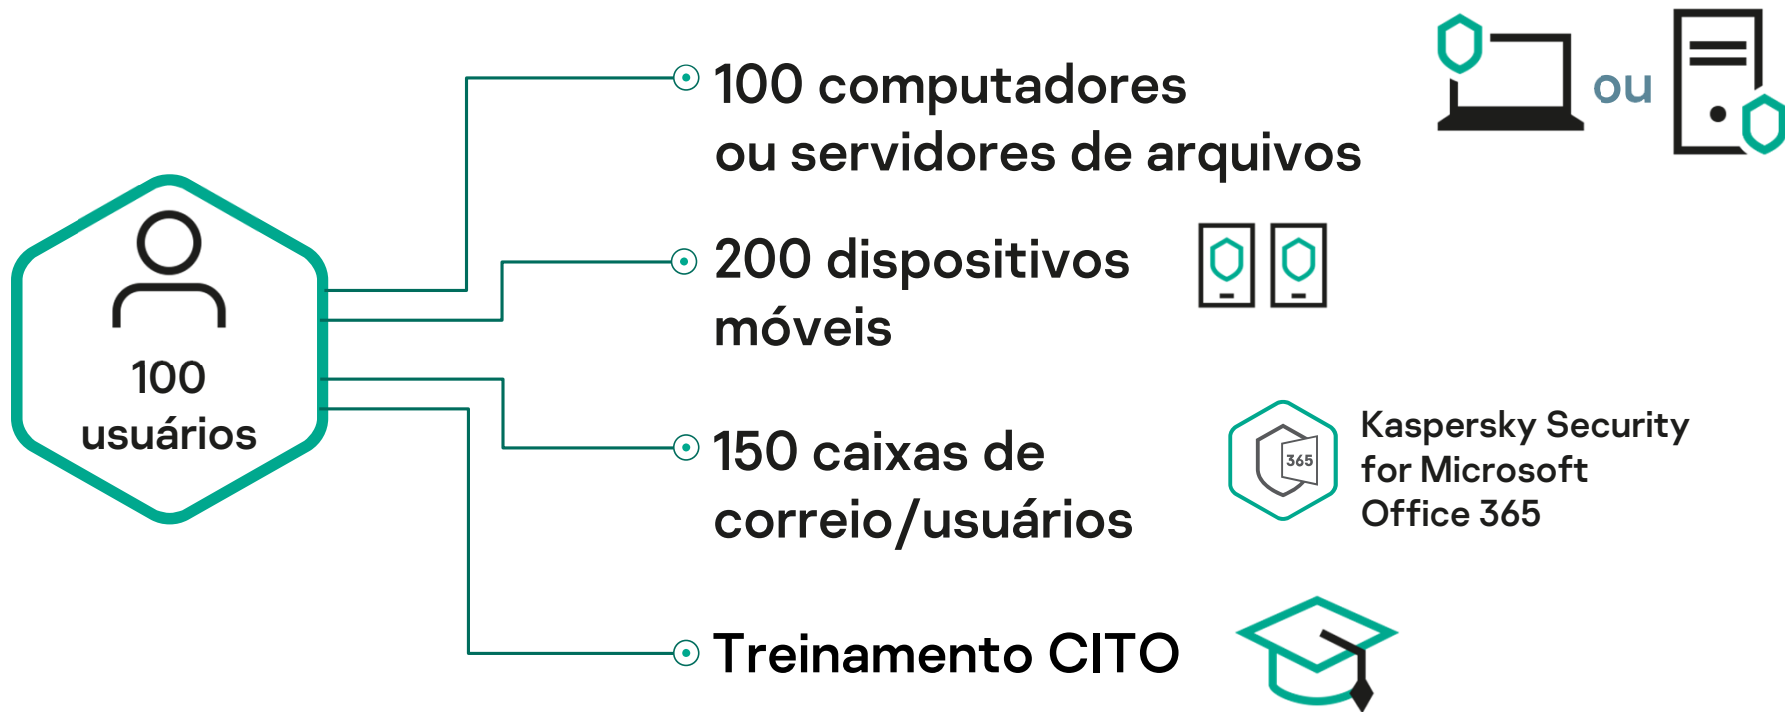 100 computadores
ou servidores de arquivos
ou
200 dispositivos
móveis
100
usuários
150 caixas de
correio/usuários
365
Kaspersky Security
for Microsoft
Office 365
Treinamento CITO